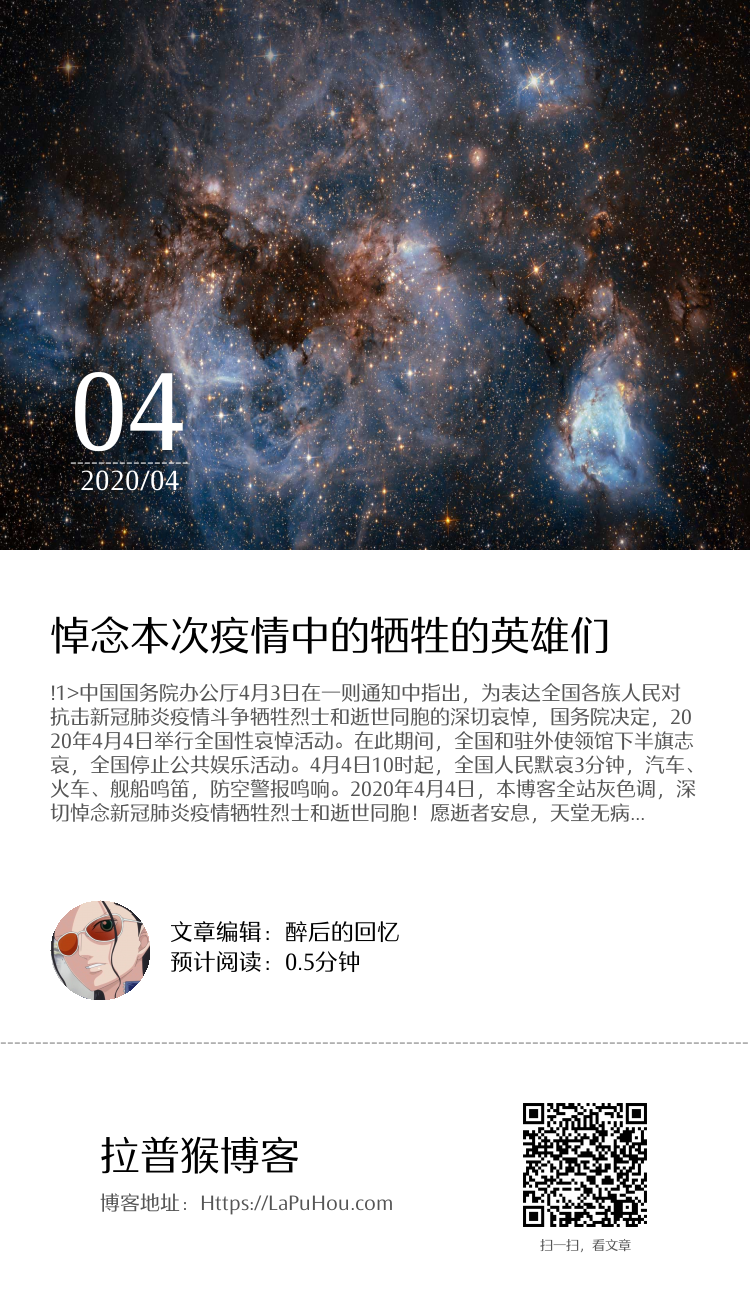 04
2020/04
悼念本次疫情中的牺牲的英雄们
!1>中国国务院办公厅4月3日在一则通知中指出，为表达全国各族人民对
抗击新冠肺炎疫情斗争牺牲烈士和逝世同胞的深切哀悼，国务院决定，20
20年4月4日举行全国性哀悼活动。在此期间，全国和驻外使领馆下半旗志
哀，全国停止公共娱乐活动。4月4日10时起，全国人民默哀3分钟，汽车、
火车、舰船鸣笛，防空警报鸣响。2020年4月4日，本博客全站灰色调，深
切悼念新冠肺炎疫情牺牲烈士和逝世同胞！愿逝者安息，天堂无病...
文章编辑：醉后的回忆
预计阅读：0.5分钟
拉普猴博客
博客地址：Https://LaPuHou.com
扫一扫，看文章